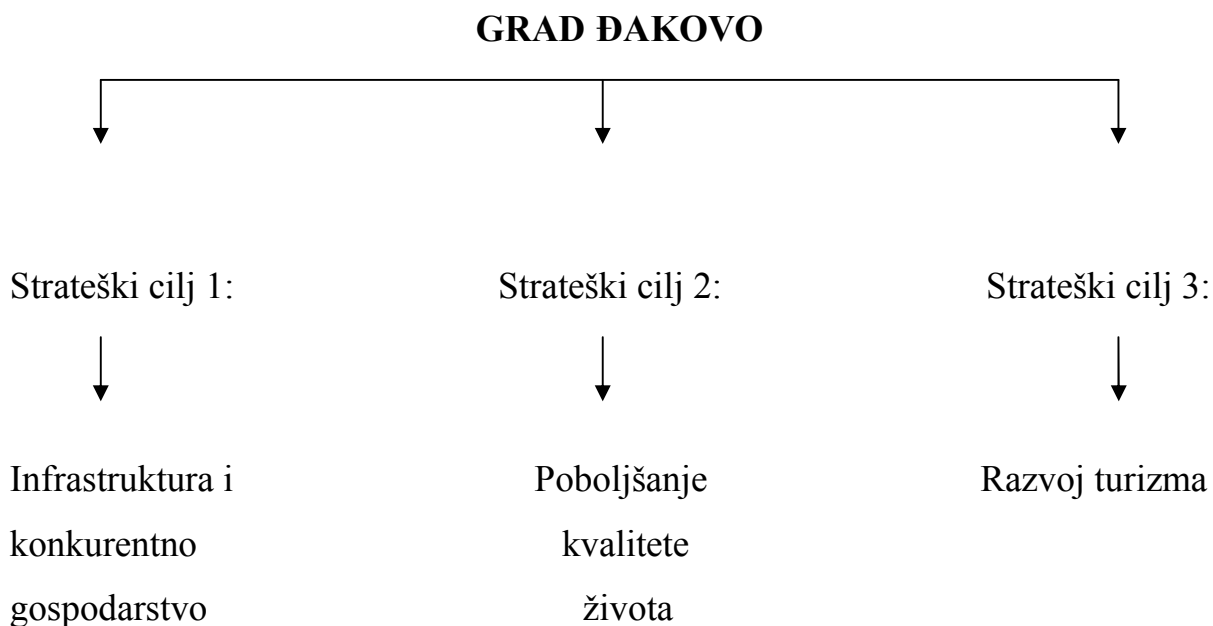 GRAD ĐAKOVO
Strateški cilj 1:
Strateški cilj 2:
Strateški cilj 3:
Infrastruktura i
konkurentno
gospodarstvo
Poboljšanje
kvalitete
života
Razvoj turizma